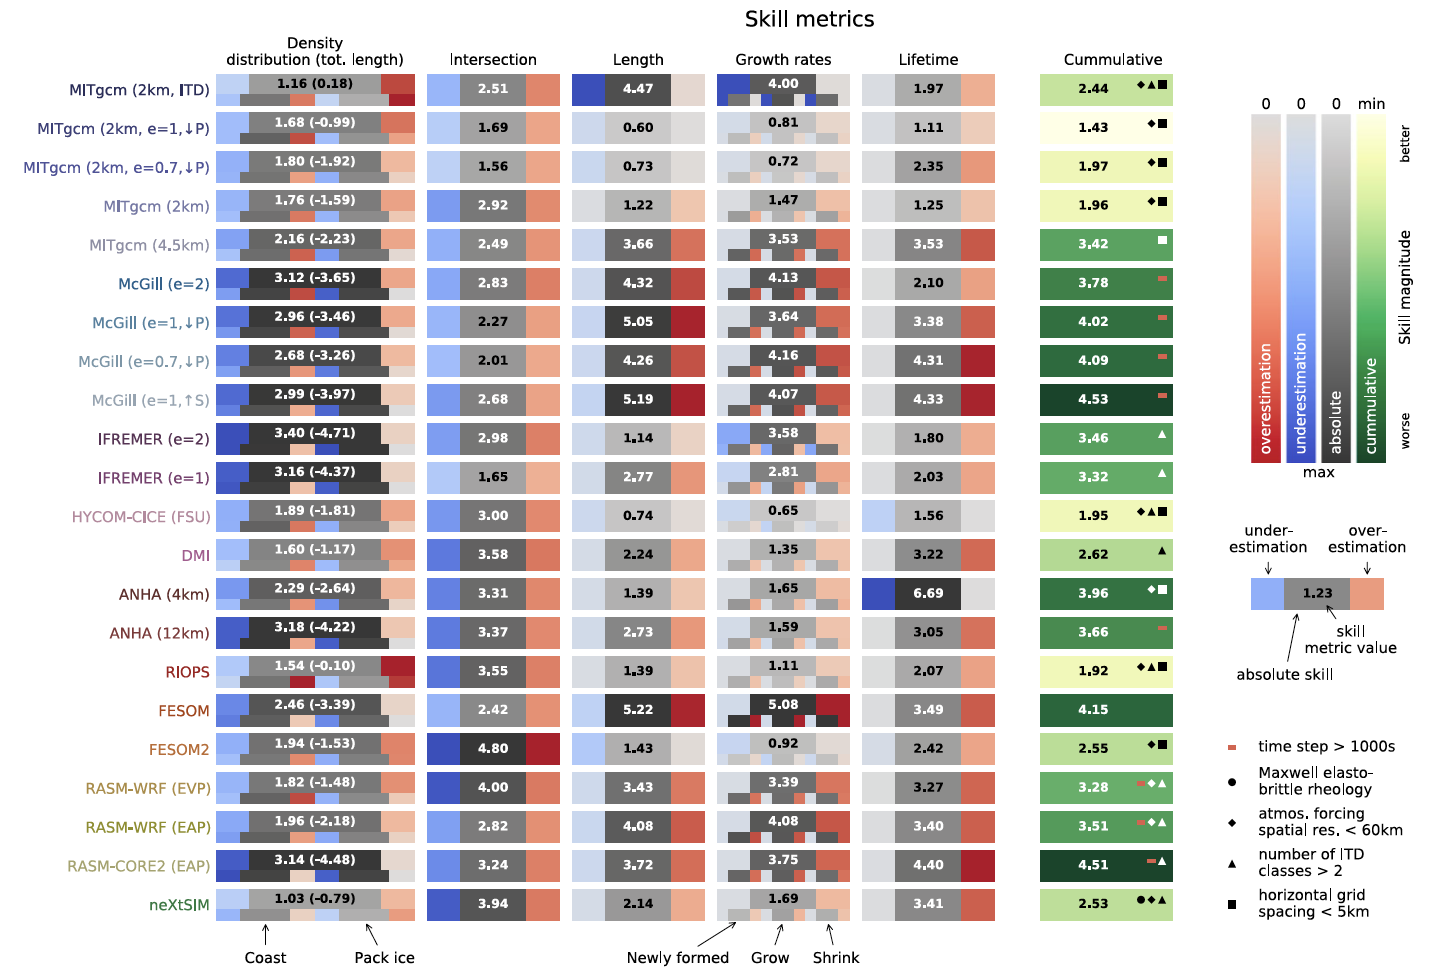 Skill metrics
Density
distribution (tot. length)
Intersection
Length
Growth rates
Lifetime
Cummulative
MITgcm (2km, ITD) 1.16 (0.18) 2.51 4.47 4.00 1.97 2.44
MITgcm (2km, e=1,↓P) 1.68 (-0.99) 1.69 0.60 0.81 1.11 1.43
MITgcm (2km, e=0.7,↓P) 1.80 (-1.92) 1.56 0.73 0.72 2.35 1.97
MITgcm (2km) 1.76 (-1.59) 2.92 1.22 1.47 1.25 1.96
MITgcm (4.5km) 2.16 (-2.23) 2.49 3.66 3.53 3.53 3.42
McGill (e=2) 3.12 (-3.65) 2.83 4.32 4.13 2.10 3.78
McGill (e=1,↓P) 2.96 (-3.46) 2.27 5.05 3.64 3.38 4.02
McGill (e=0.7,↓P) 2.68 (-3.26) 2.01 4.26 4.16 4.31 4.09
McGill (e=1,↑S) 2.99 (-3.97) 2.68 5.19 4.07 4.33 4.53
IFREMER (e=2) 3.40 (-4.71) 2.98 1.14 3.58 1.80 3.46
IFREMER (e=1) 3.16 (-4.37) 1.65 2.77 2.81 2.03 3.32
HYCOM-CICE (FSU) 1.89 (-1.81) 3.00 0.74 0.65 1.56 1.95
DMI 1.60 (-1.17) 3.58 2.24 1.35 3.22 2.62
ANHA (4km) 2.29 (-2.64) 3.31 1.39 1.65 6.69 3.96
ANHA (12km) 3.18 (-4.22) 3.37 2.73 1.59 3.05 3.66
RIOPS 1.54 (-0.10) 3.55 1.39 1.11 2.07 1.92
FESOM 2.46 (-3.39) 2.42 5.22 5.08 3.49 4.15
FESOM2 1.94 (-1.53) 4.80 1.43 0.92 2.42 2.55
RASM-WRF (EVP) 1.82 (-1.48) 4.00 3.43 3.39 3.27 3.28
RASM-WRF (EAP) 1.96 (-2.18) 2.82 4.08 4.08 3.40 3.51
RASM-CORE2 (EAP) 3.14 (-4.48) 3.24 3.72 3.75 4.40 4.51
neXtSIM 1.03 (-0.79) 3.94 2.14 1.69 3.41 2.53
Coast
Pack ice
Newly formed
Grow
Shrink
0 0 0 min
overestimation
underestimation
absolute
cummulative
better
Skill magnitude
worse
max
under-
estimation
over-
estimation
1.23
skill
metric value
absolute skill
time step > 1000s
Maxwell elasto-
brittle rheology
atmos. forcing
spatial res. < 60km
number of ITD
classes > 2
horizontal grid
spacing < 5km